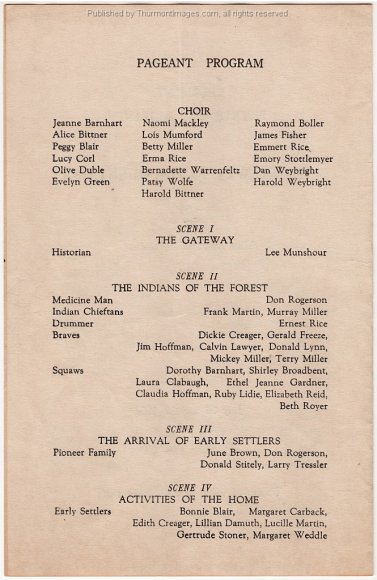 Published by Thurmontimages.com, all rights reserved
PAGEANT PROGRAM
CHOIR
Jeanne Barnhart Naomi Mackley Raymond Boller
Alice Bittner Lois Mumford James Fisher
Peggy Blair Betty Miller Emmert Rice
Lucy Corl Erma Rice Emory Stottlemyer
Olive Duble Bernadette Warrenfeltz Dan Weybright
Evelyn Green Patsy Wolfe Harold Weybright
Harold Bittner
SCENE I
THE GATEWAY
Historian Lee Munshour
SCENE II
THE INDIANS OF THE FOREST
Medicine Man Don Rogerson
Indian Chieftans Frank Martin, Murray Miller
Drummer Ernest Rice
Braves Dickie Creager, Gerald Freeze,
Jim Hoffman, Calvin Lawyer, Donald Lynn,
Mickey Miller, Terry Miller
Squaws Dorothy Barnhart, Shirley Broadbent,
Laura Clabaugh, Ethel Jeanne Gardner,
Claudia Hoffman, Ruby Lidie, Elizabeth Reid,
Beth Royer
SCENE III
THE ARRIVAL OF EARLY SETTLERS
Pioneer Family June Brown, Don Rogerson,
Donald Stitely, Larry Tressler
SCENE IV
ACTIVITIES OF THE HOME
Early Settlers Bonnie Blair, Margaret Carback,
Edith Creager, Lillian Damuth, Lucille Martin,
Gertrude Stoner, Margaret Weddle